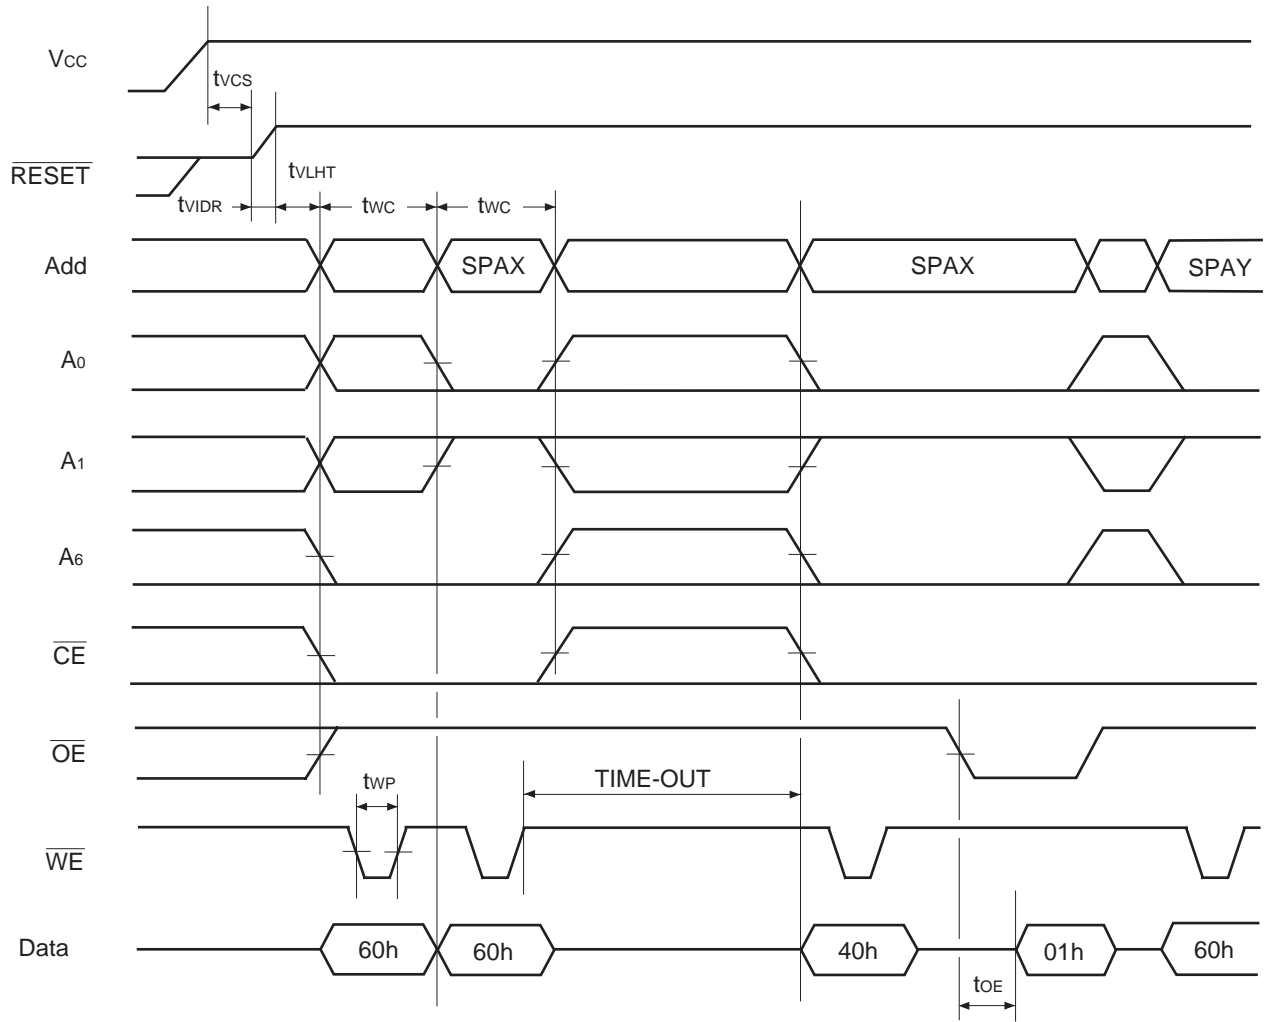 VCC
tVCS
RESET
tVLHT
tVIDR
tWC
tWC
Add
SPAX
SPAX
SPAY
A0
A1
A6
CE
OE
tWP
TIME-OUT
WE
Data
60h
60h
40h
01h
60h
tOE